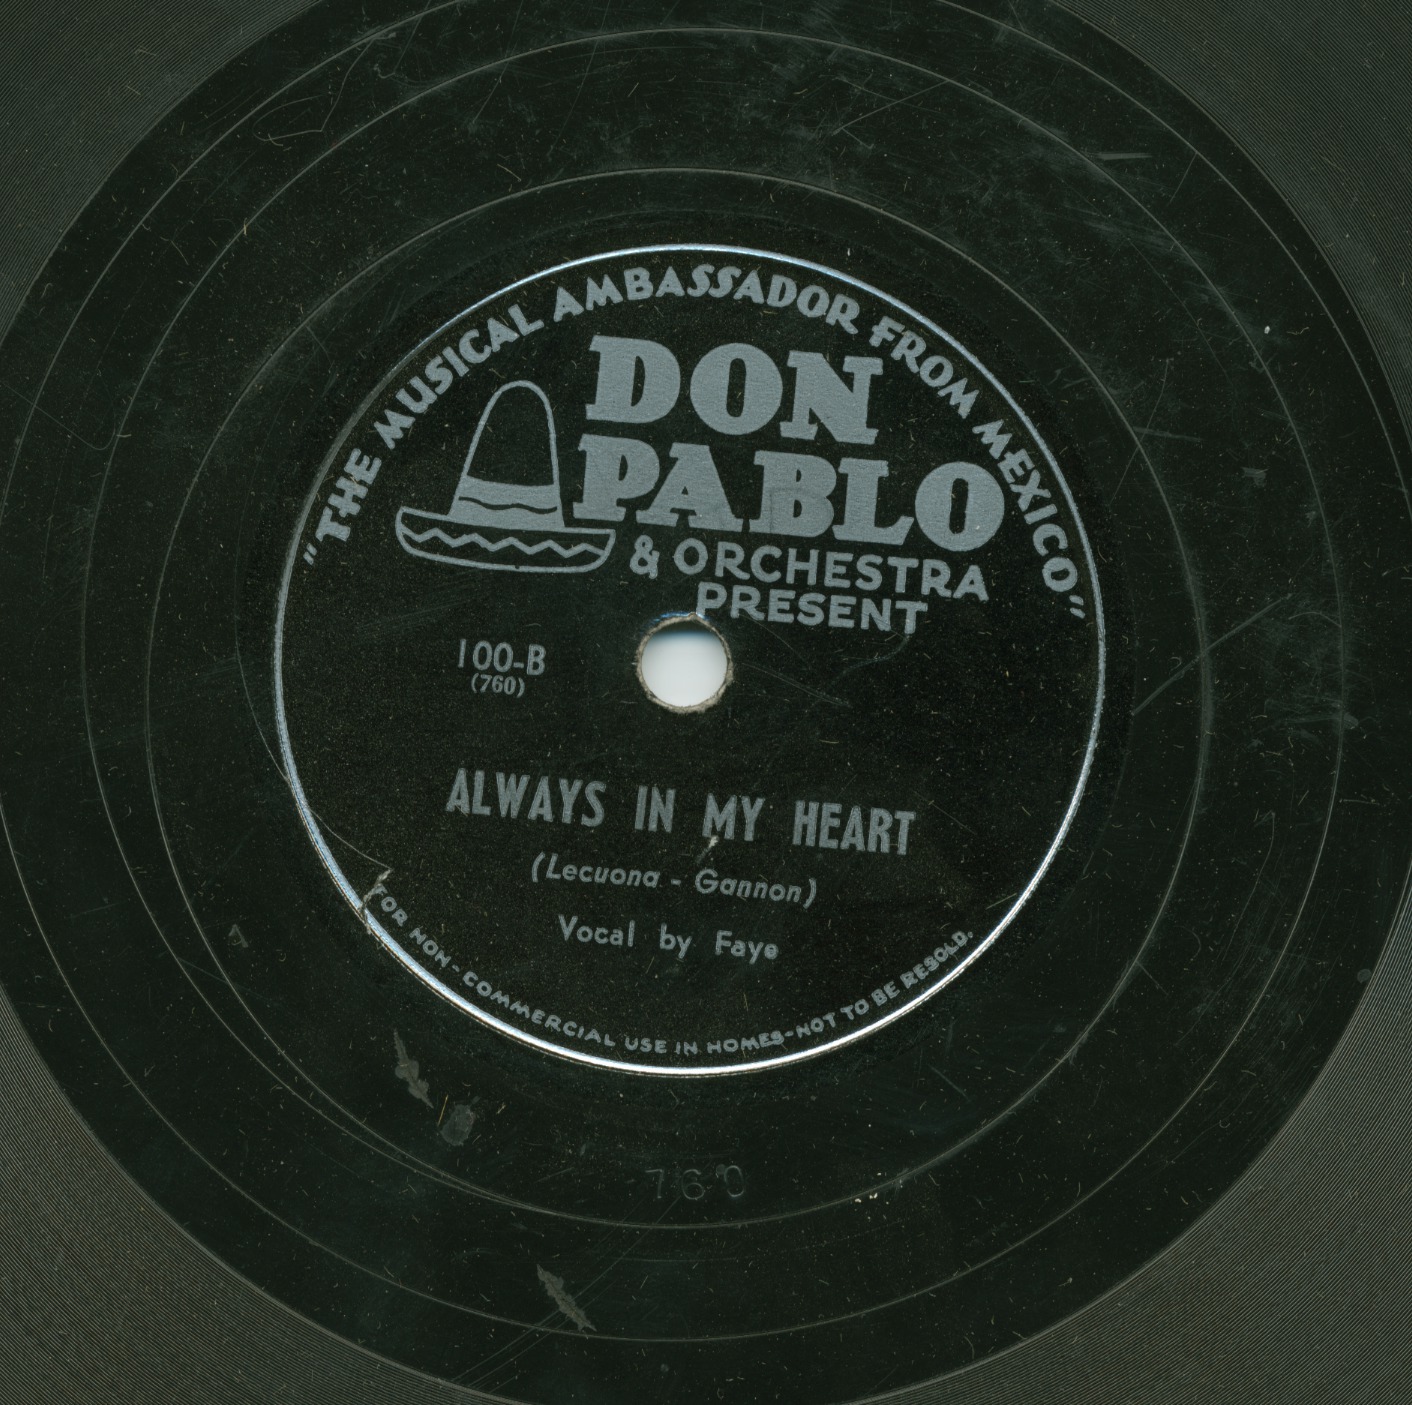 "THE MUSICAL AMBASSADOR FROM MEXICO"
DON
PABLO
& ORCHESTRA
PRESENT
100-B
(760)
ALWAYS IN MY HEART
(Lecuona - Gannon)
Vocal by Faye
FOR NON-COMMERCIAL USE IN HOMES-NOT TO BE RESOLD.
760